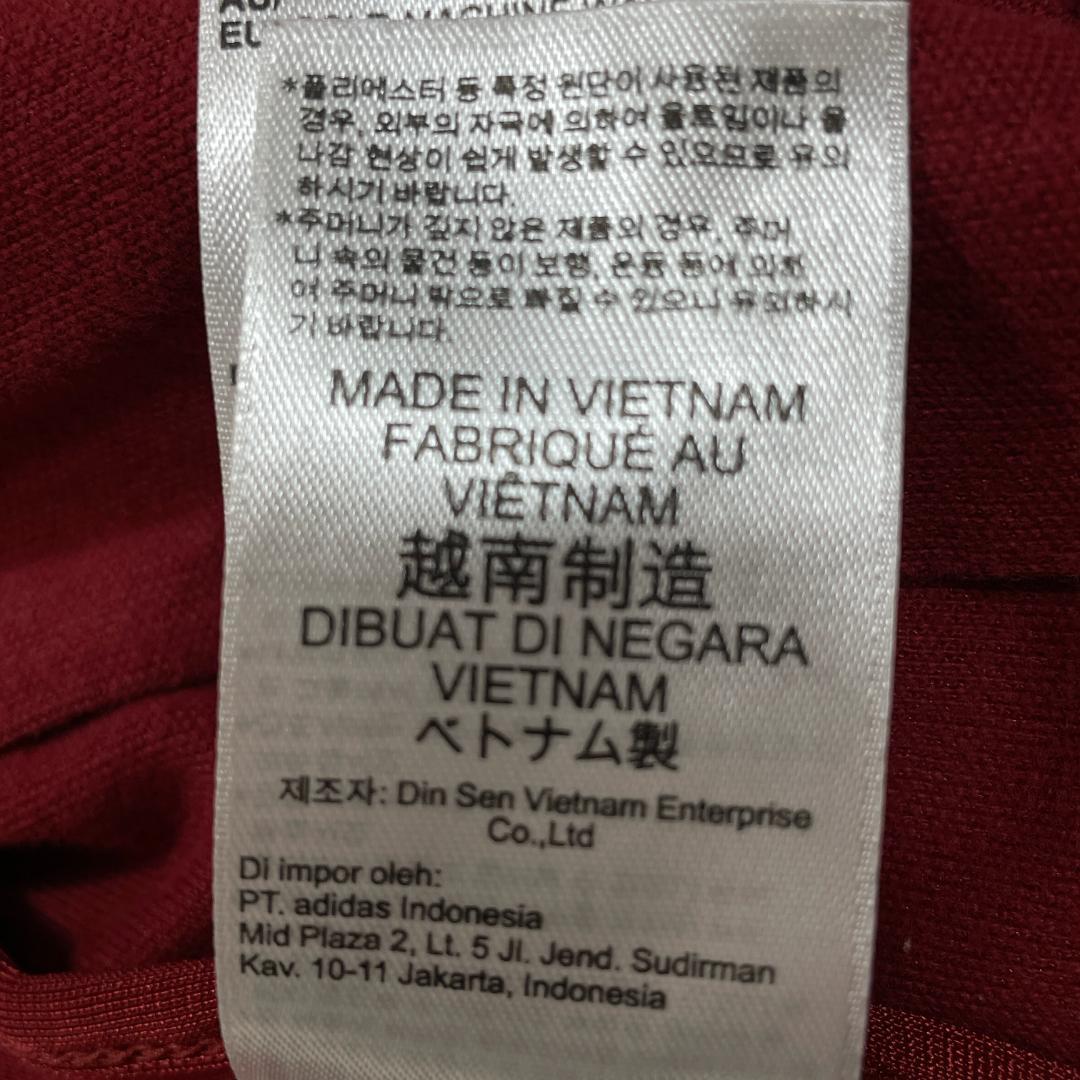 EU
*폴리에스터 등 특정 원단이 사용된 제품의
경우, 외부의 자극에 의하여 올트임이나 올
나감 현상이 쉽게 발생할 수 있으므로 유의
하시기 바랍니다.
*주머니가 깊지 않은 제품의 경우, 주머
니 속의 물건 등이 보행, 운동 등에 의하
여 주머니 밖으로 빠질 수 있으니 유의하시
기 바랍니다.
MADE IN VIETNAM
FABRIQUÉ AU
VIÊTNAM
越南制造
DIBUAT DI NEGARA
VIETNAM
ベトナム製
제조자: Din Sen Vietnam Enterprise
Co.,Ltd
Di impor oleh:
PT. adidas Indonesia
Mid Plaza 2, Lt. 5 Jl. Jend. Sudirman
Kav. 10-11 Jakarta, Indonesia